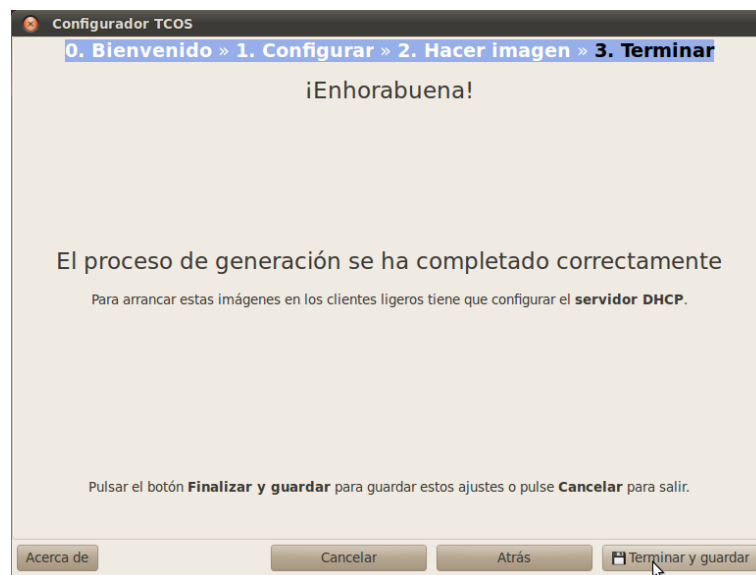 Configurador TCOS
0. Bienvenido » 1. Configurar » 2. Hacer imagen » 3. Terminar
¡Enhorabuena!
El proceso de generación se ha completado correctamente
Para arrancar estas imágenes en los clientes ligeros tiene que configurar el servidor DHCP.
Pulsar el botón Finalizar y guardar para guardar estos ajustes o pulse Cancelar para salir.
Acerca de Cancelar Atrás Terminar y guardar